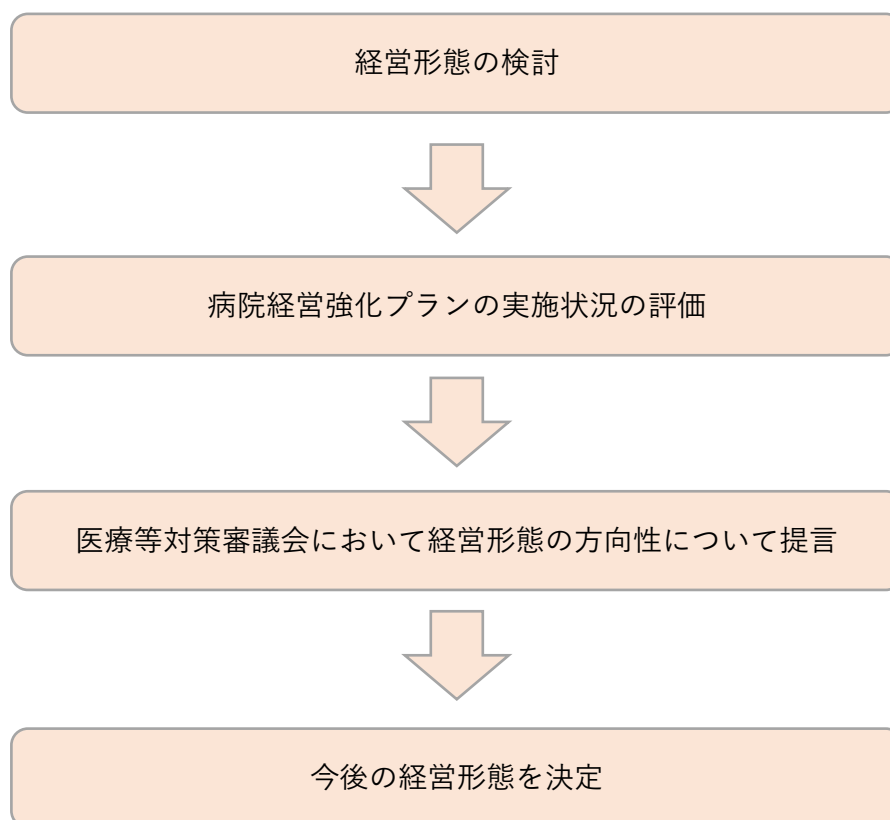 経営形態の検討
病院経営強化プランの実施状況の評価
医療等対策審議会において経営形態の方向性について提言
今後の経営形態を決定